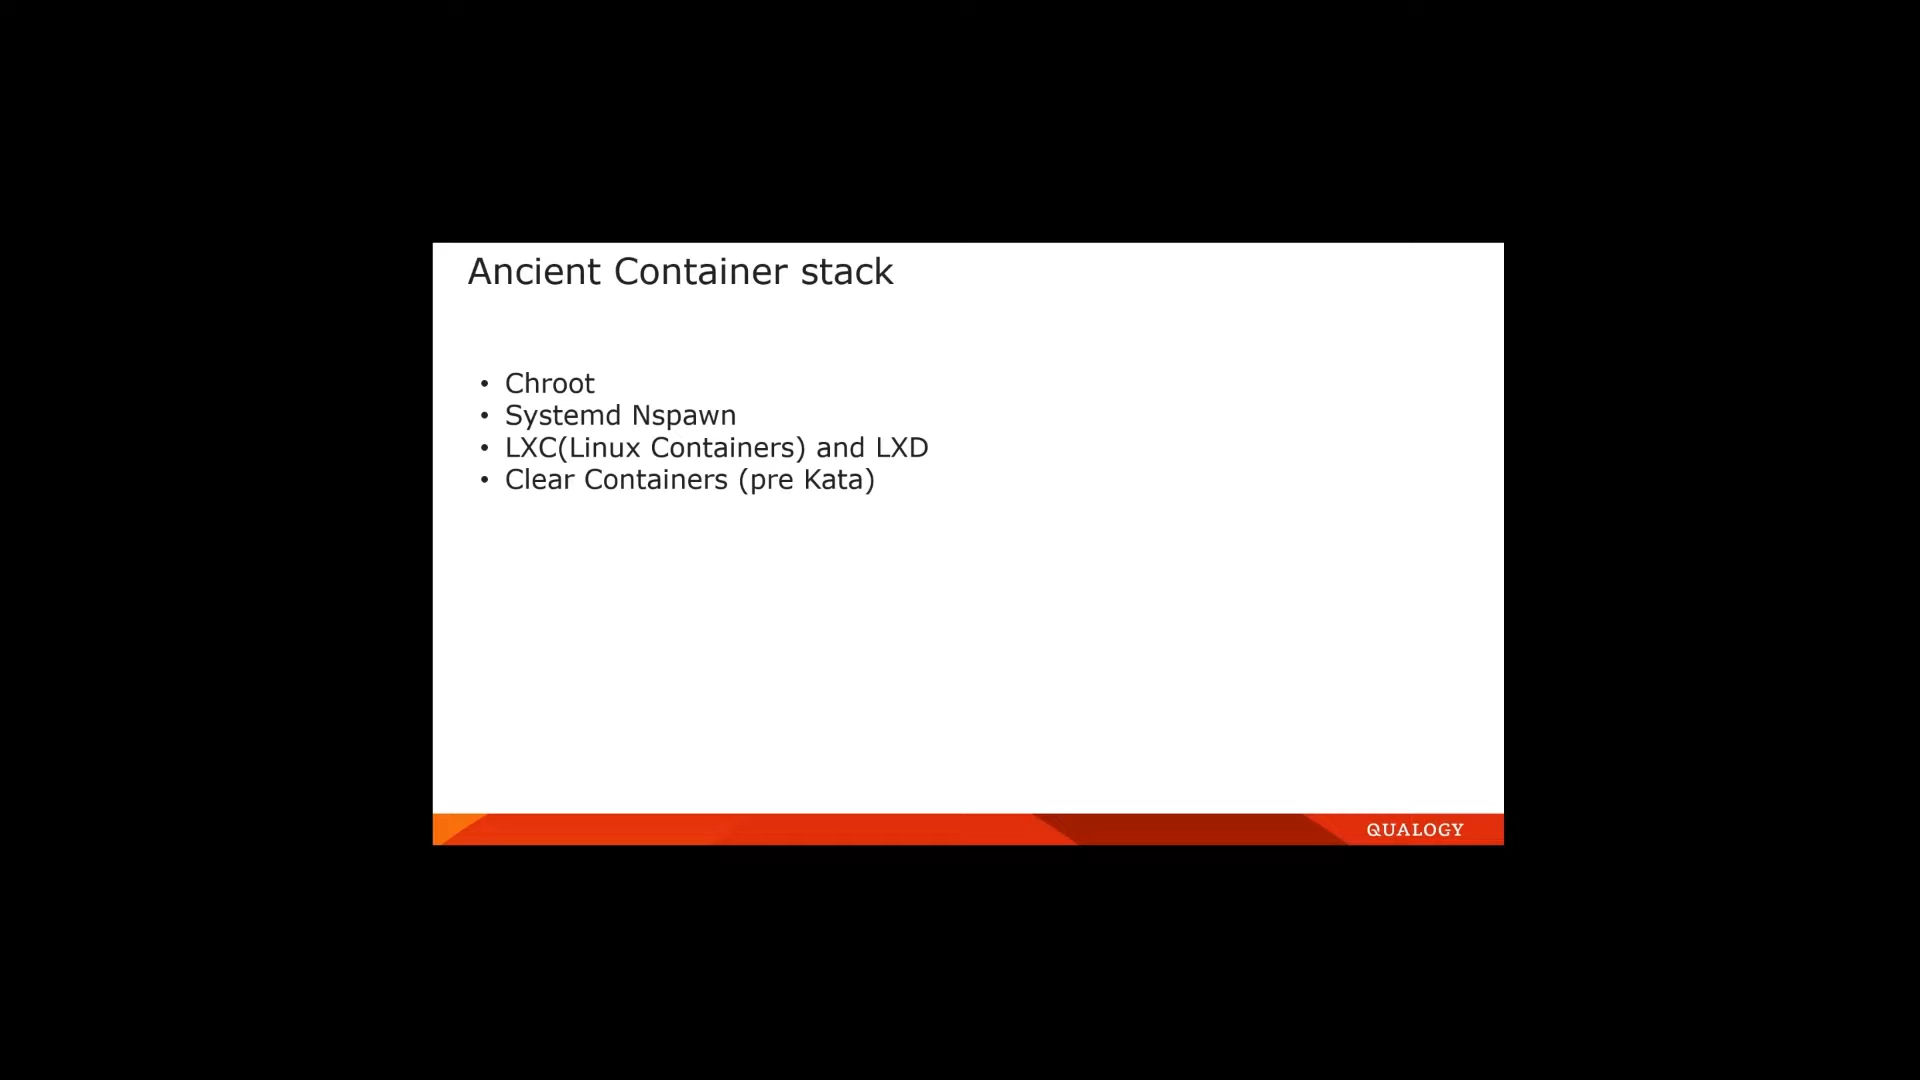 Ancient Container stack
• Chroot
• Systemd Nspawn
• LXC(Linux Containers) and LXD
• Clear Containers (pre Kata)
QUALOGY